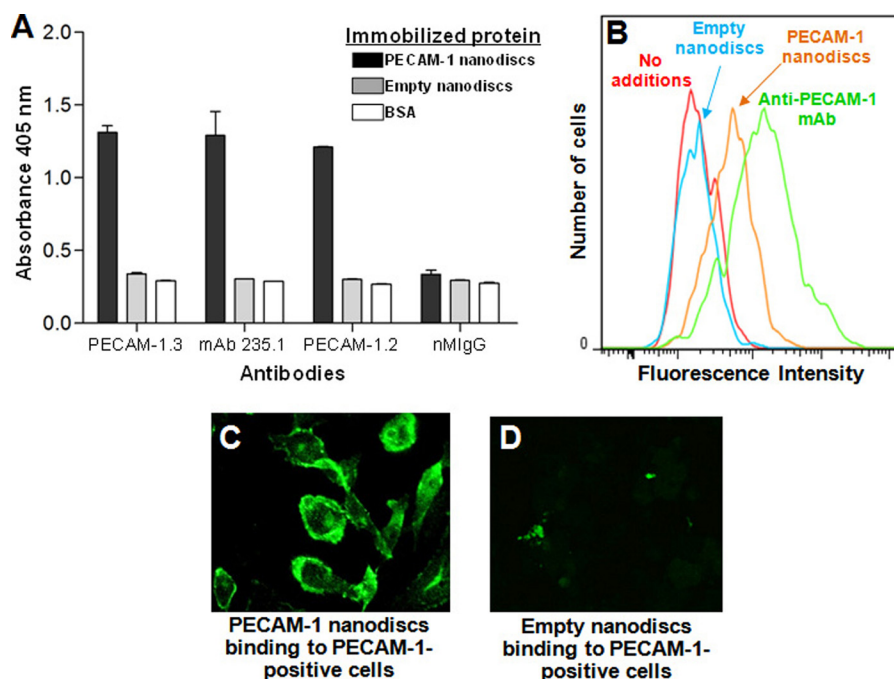 A
Immobilized protein
PECAM-1 nanodiscs
Empty nanodiscs
BSA
Absorbance 405 nm
2.0
1.5
1.0
0.5
0.0
PECAM-1.3 mAb 235.1 PECAM-1.2 nMIgG
Antibodies
B
No
additions
Empty
nanodiscs
PECAM-1
nanodiscs
Anti-PECAM-1
mAb
Number of cells
0
Fluorescence Intensity
C
PECAM-1 nanodiscs
binding to PECAM-1-
positive cells
D
Empty nanodiscs
binding to PECAM-1-
positive cells